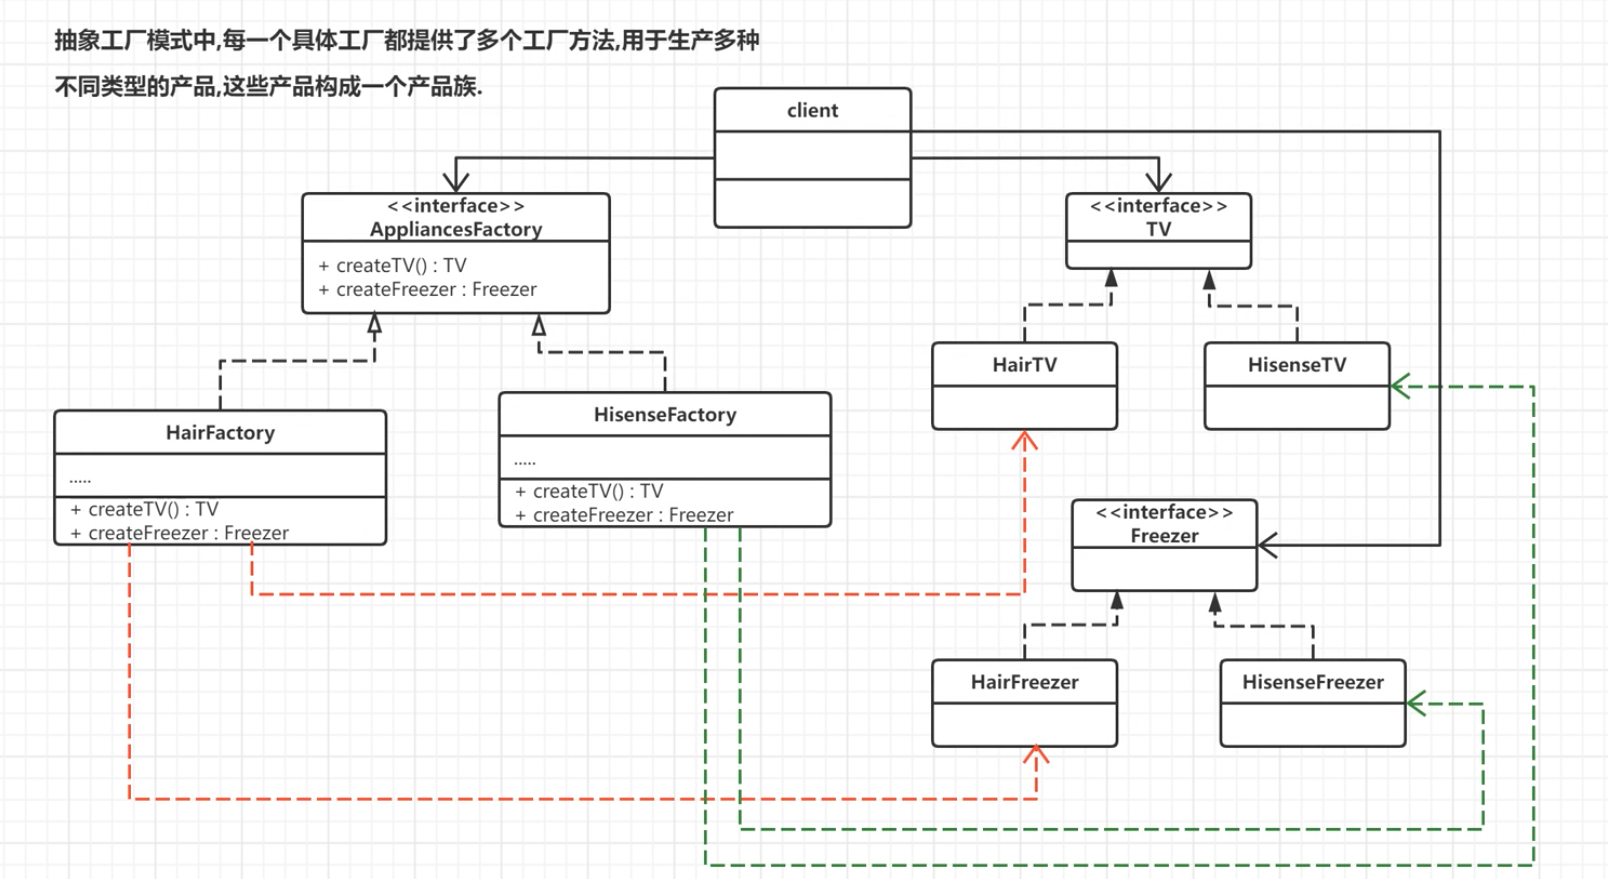 抽象工厂模式中,每一个具体工厂都提供了多个工厂方法,用于生产多种
不同类型的产品,这些产品构成一个产品族.
client
<<interface>>
AppliancesFactory
+ createTV() : TV
+ createFreezer : Freezer
<<interface>>
TV
HairTV
HisenseTV
HairFactory
.....
+ createTV() : TV
+ createFreezer : Freezer
HisenseFactory
.....
+ createTV() : TV
+ createFreezer : Freezer
<<interface>>
Freezer
HairFreezer
HisenseFreezer